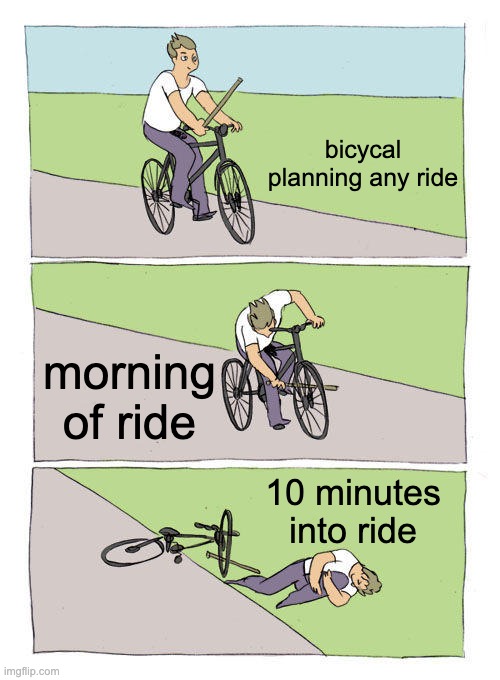 bicycal
planning any ride
morning
of ride
10 minutes
into ride
imgflip.com